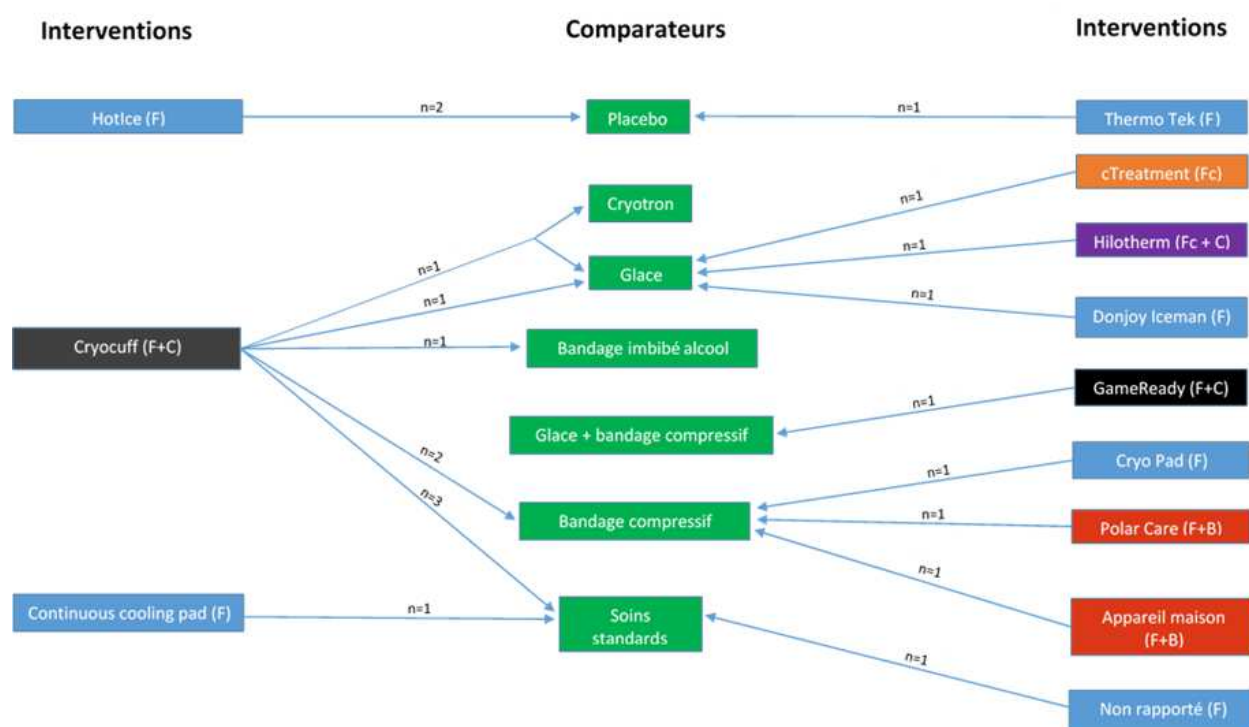 Interventions
Comparateurs
Interventions
HotIce (F)
n=2
Placebo
n=1
Thermo Tek (F)
cTreatment (Fc)
Cryotron
n=1
Hilotherm (Fc + C)
n=1
Glace
n=1
n=1
n=1
Donjoy Iceman (F)
Cryocuff (F+C)
n=1
Bandage imbibé alcool
GameReady (F+C)
n=1
Glace + bandage compressif
n=2
Cryo Pad (F)
n=1
n=3
Bandage compressif
n=1
Polar Care (F+B)
n=1
Continuous cooling pad (F)
n=1
Soins
standards
Appareil maison
(F+B)
n=1
Non rapporté (F)